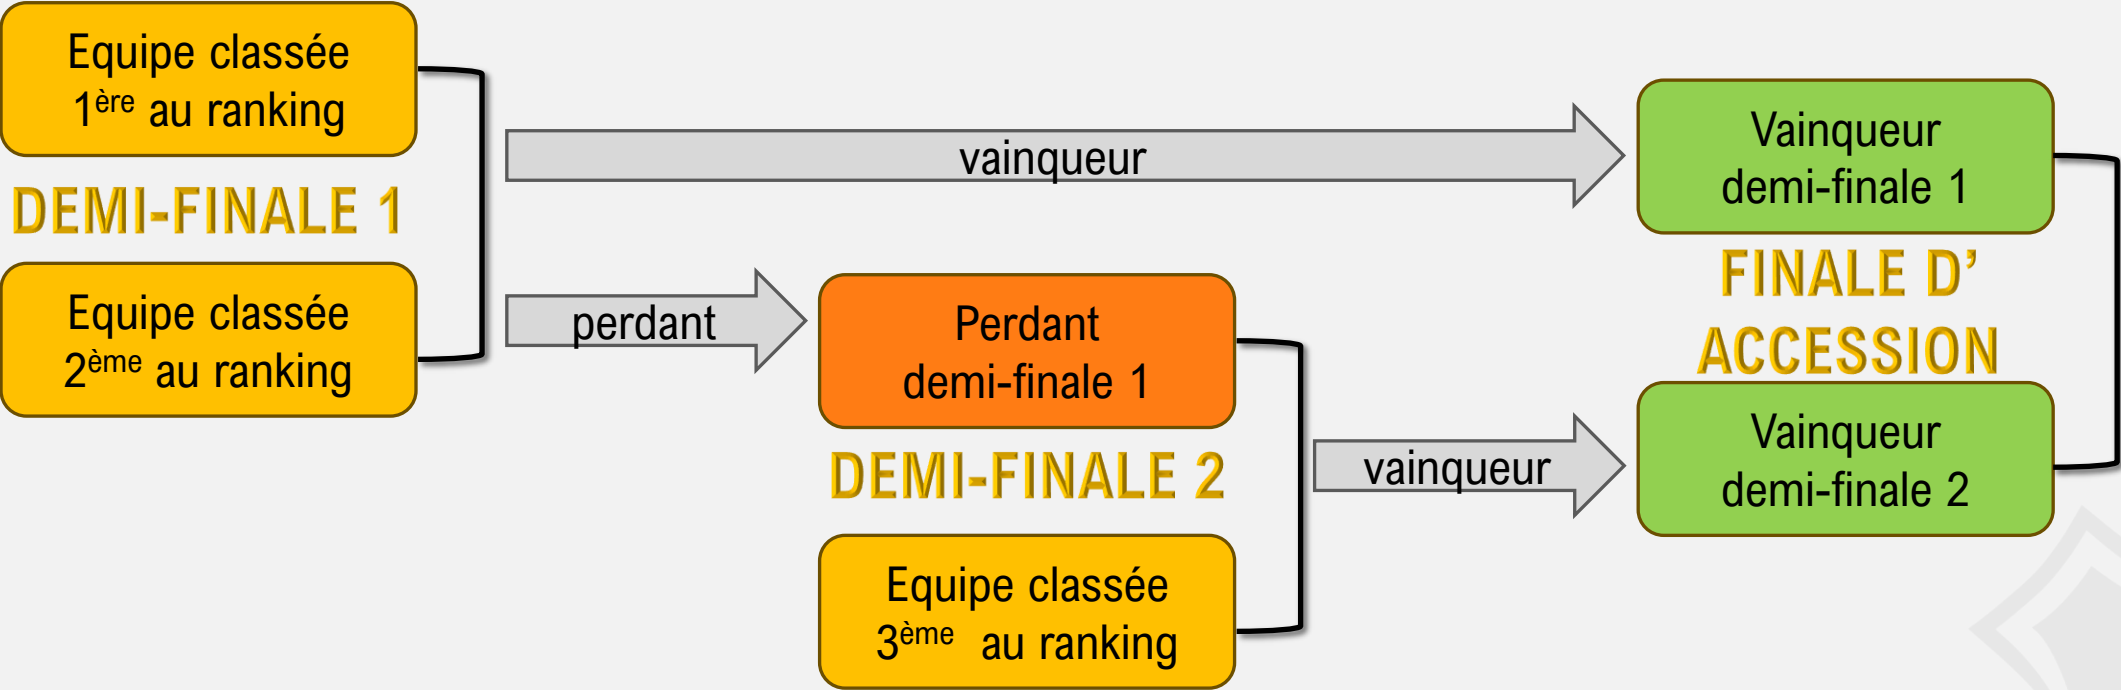 Equipe classée
1ère au ranking
DEMI-FINALE 1
Equipe classée
2ème au ranking
vainqueur
perdant
Perdant
demi-finale 1
DEMI-FINALE 2
Equipe classée
3ème au ranking
vainqueur
Vainqueur
demi-finale 1
FINALE D’
ACCESSION
Vainqueur
demi-finale 2